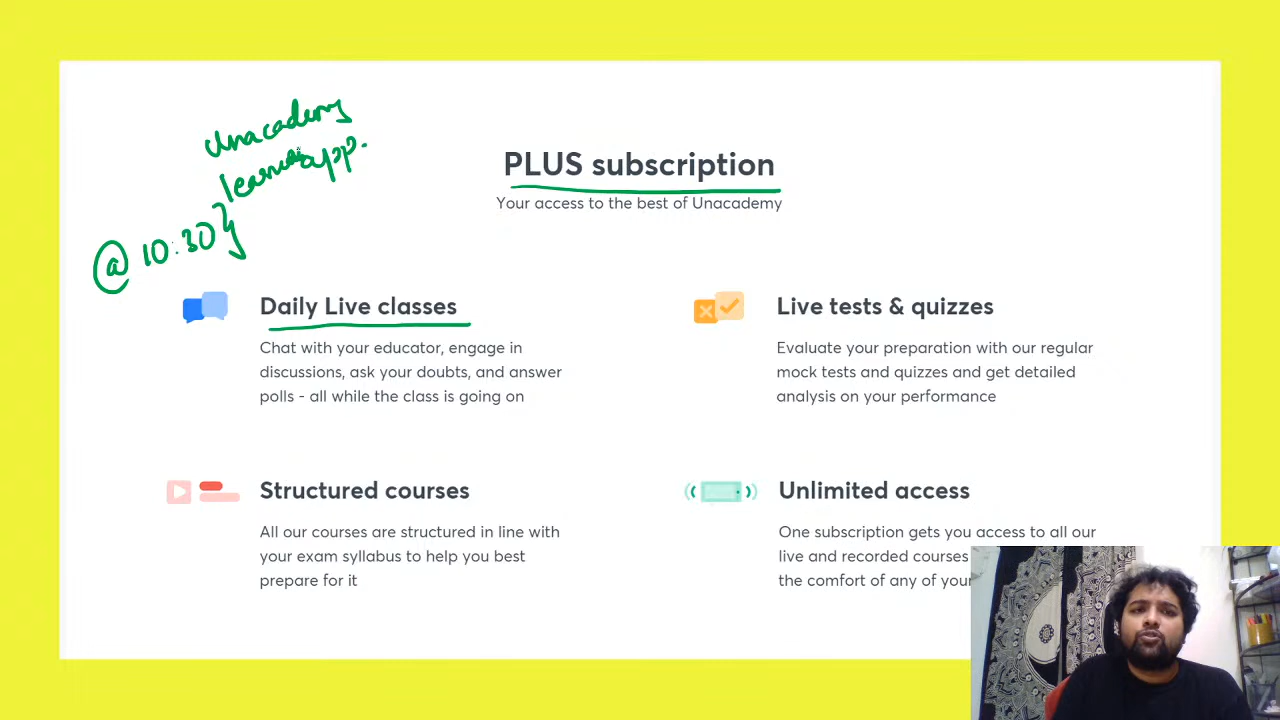 Unacademy
learner app.
@ 10:30
PLUS subscription
Your access to the best of Unacademy
Daily Live classes
Chat with your educator, engage in
discussions, ask your doubts, and answer
polls - all while the class is going on
Live tests & quizzes
Evaluate your preparation with our regular
mock tests and quizzes and get detailed
analysis on your performance
Structured courses
All our courses are structured in line with
your exam syllabus to help you best
prepare for it
Unlimited access
One subscription gets you access to all our
live and recorded courses
the comfort of any of your